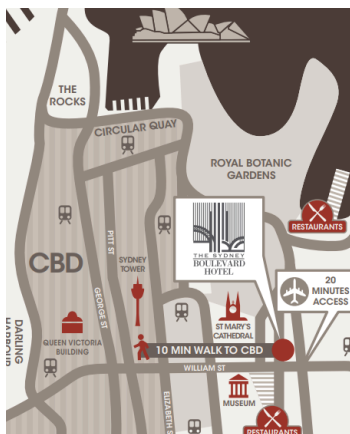 THE
ROCKS
CIRCULAR QUAY
ROYAL BOTANIC
GARDENS
RESTAURANTS
THE SYDNEY
BOULEVARD
HOTEL
PITT ST
SYDNEY
TOWER
CBD
GEORGE ST
20
MINUTES
ACCESS
ST MARY'S
CATHEDRAL
DARLING
HARBOUR
QUEEN VICTORIA
BUILDING
10 MIN WALK TO CBD
WILLIAM ST
MUSEUM
ELIZABETH S
RESTAURANTS